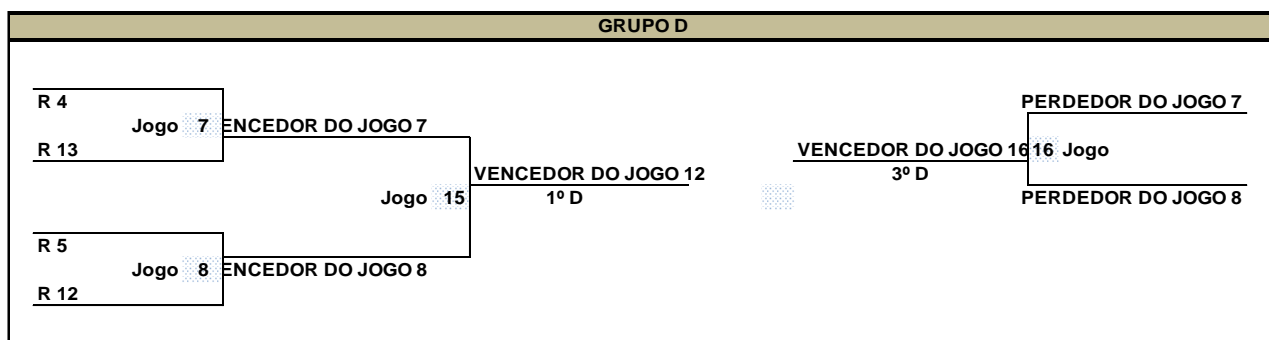 GRUPO D
R 4
PERDEDOR DO JOGO 7
Jogo 7 ENCEDOR DO JOGO 7
R 13
VENCEDOR DO JOGO 16 16 Jogo
VENCEDOR DO JOGO 12
3º D
Jogo 15
1º D
PERDEDOR DO JOGO 8
R 5
Jogo 8 ENCEDOR DO JOGO 8
R 12